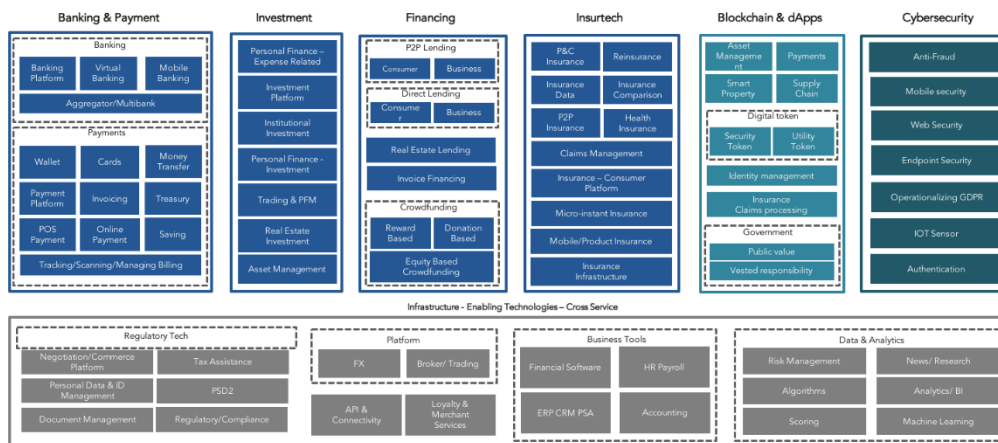 Banking & Payment
Banking
Banking
Platform
Virtual
Banking
Mobile
Banking
Aggregator/Multibank
Payments
Wallet
Cards
Money
Transfer
Payment
Platform
Invoicing
Treasury
POS
Payment
Online
Payment
Saving
Tracking/Scanning/Managing Billing
Investment
Personal Finance –
Expense Related
Investment
Platform
Institutional
Investment
Personal Finance -
Investment
Trading & PFM
Real Estate
Investment
Asset Management
Financing
P2P Lending
Consumer
Business
Direct Lending
Consume
r
Business
Real Estate Lending
Invoice Financing
Crowdfunding
Reward
Based
Donation
Based
Equity Based
Crowdfunding
Insurtech
P&C
Insurance
Reinsurance
Insurance
Data
Insurance
Comparison
P2P
Insurance
Health
Insurance
Claims Management
Insurance – Consumer
Platform
Micro-instant Insurance
Mobile/Product Insurance
Insurance
Infrastructure
Blockchain & dApps
Asset
Manageme
nt
Payments
Smart
Property
Supply
Chain
Digital token
Security
Token
Utility
Token
Identity management
Insurance
Claims processing
Government
Public value
Vested responsibility
Cybersecurity
Anti-Fraud
Mobile security
Web Security
Endpoint Security
Operationalizing GDPR
IOT Sensor
Authentication
Infrastructure - Enabling Technologies – Cross Service
Regulatory Tech
Negotiation/Commerce
Platform
Tax Assistance
Personal Data & ID
Management
PSD2
Document Management
Regulatory/Compliance
Platform
FX
Broker/ Trading
API &
Connectivity
Loyalty &
Merchant
Services
Business Tools
Financial Software
HR Payroll
ERP CRM PSA
Accounting
Data & Analytics
Risk Management
News/ Research
Algorithms
Analytics/ BI
Scoring
Machine Learning